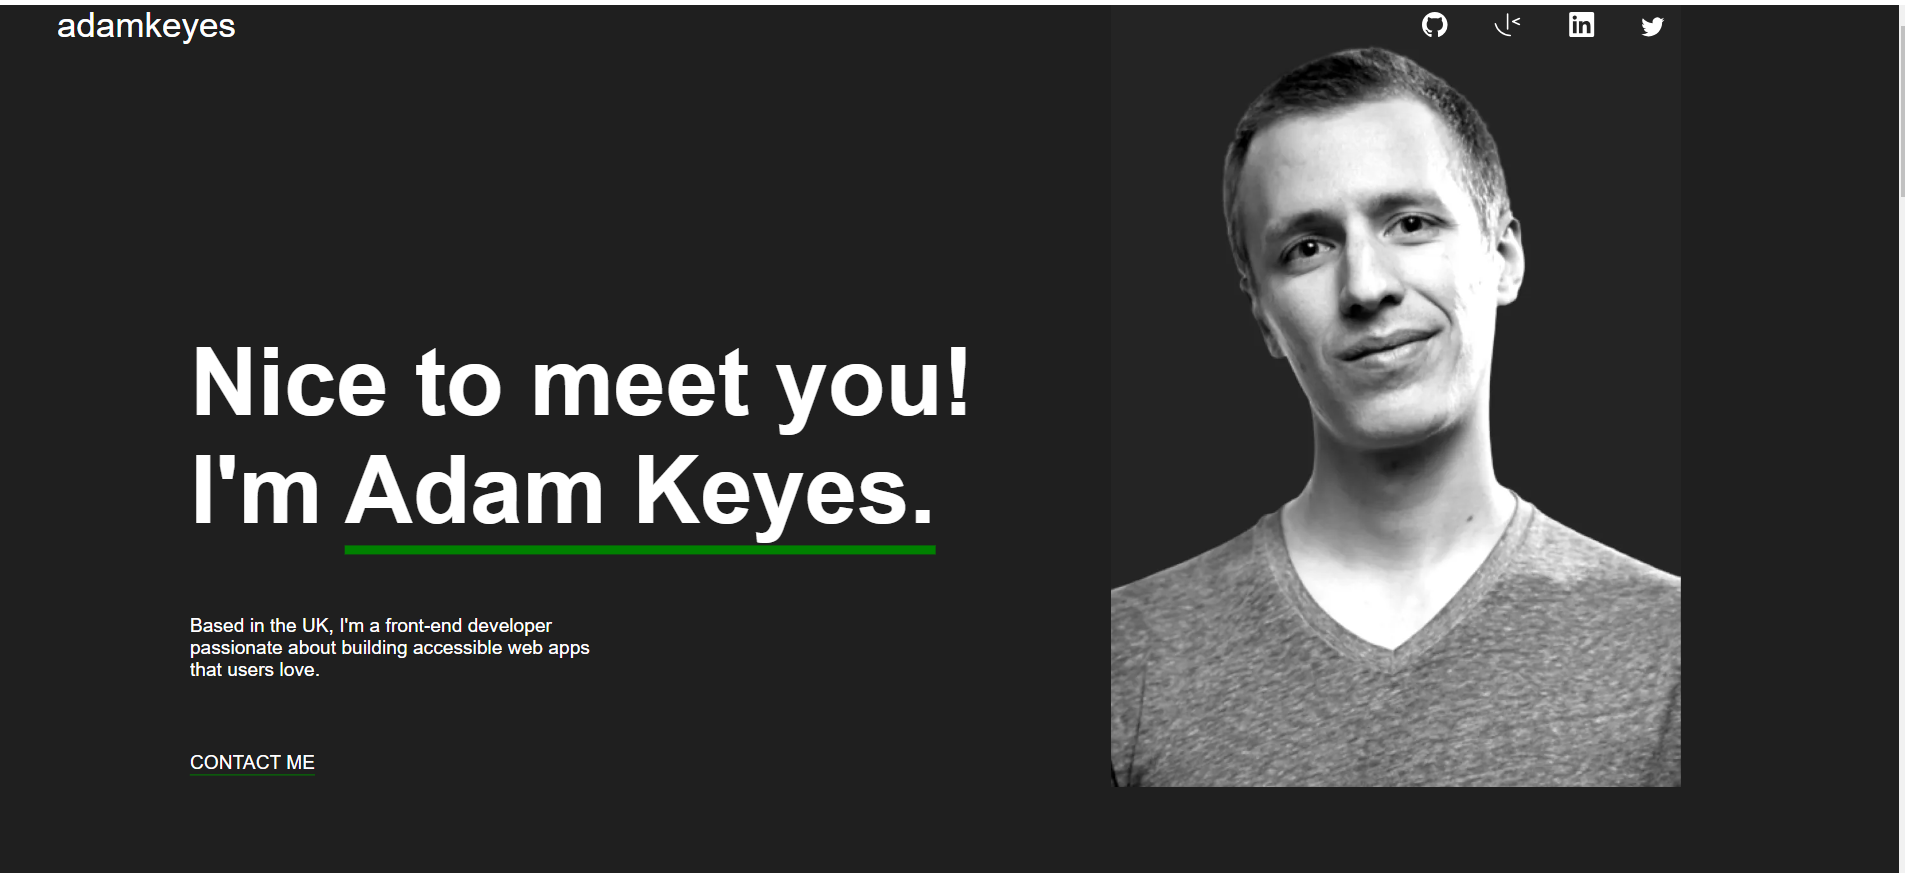 adamkeyes
Nice to meet you!
I'm Adam Keyes.
Based in the UK, I'm a front-end developer
passionate about building accessible web apps
that users love.
CONTACT ME